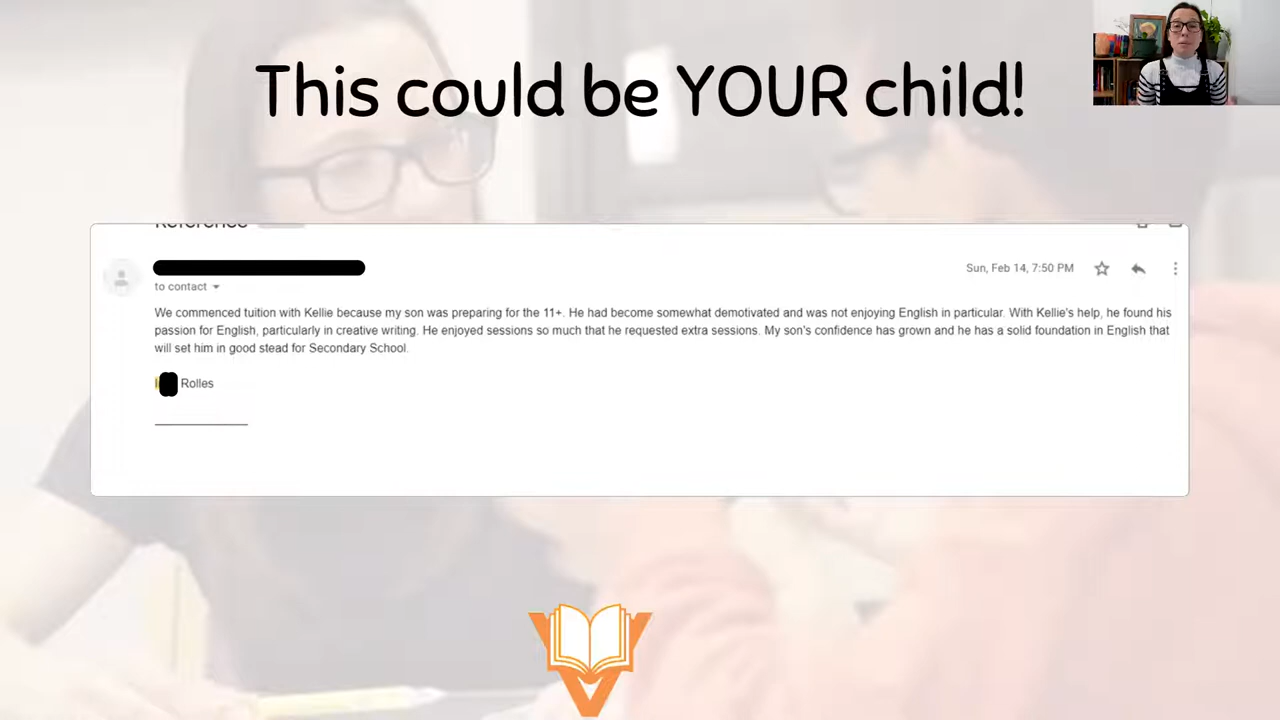 This could be YOUR child!
Reference
Sun, Feb 14, 7:50 PM
to contact
We commenced tuition with Kellie because my son was preparing for the 11+. He had become somewhat demotivated and was not enjoying English in particular. With Kellie's help, he found his
passion for English, particularly in creative writing. He enjoyed sessions so much that he requested extra sessions. My son's confidence has grown and he has a solid foundation in English that
will set him in good stead for Secondary School.
Rolles